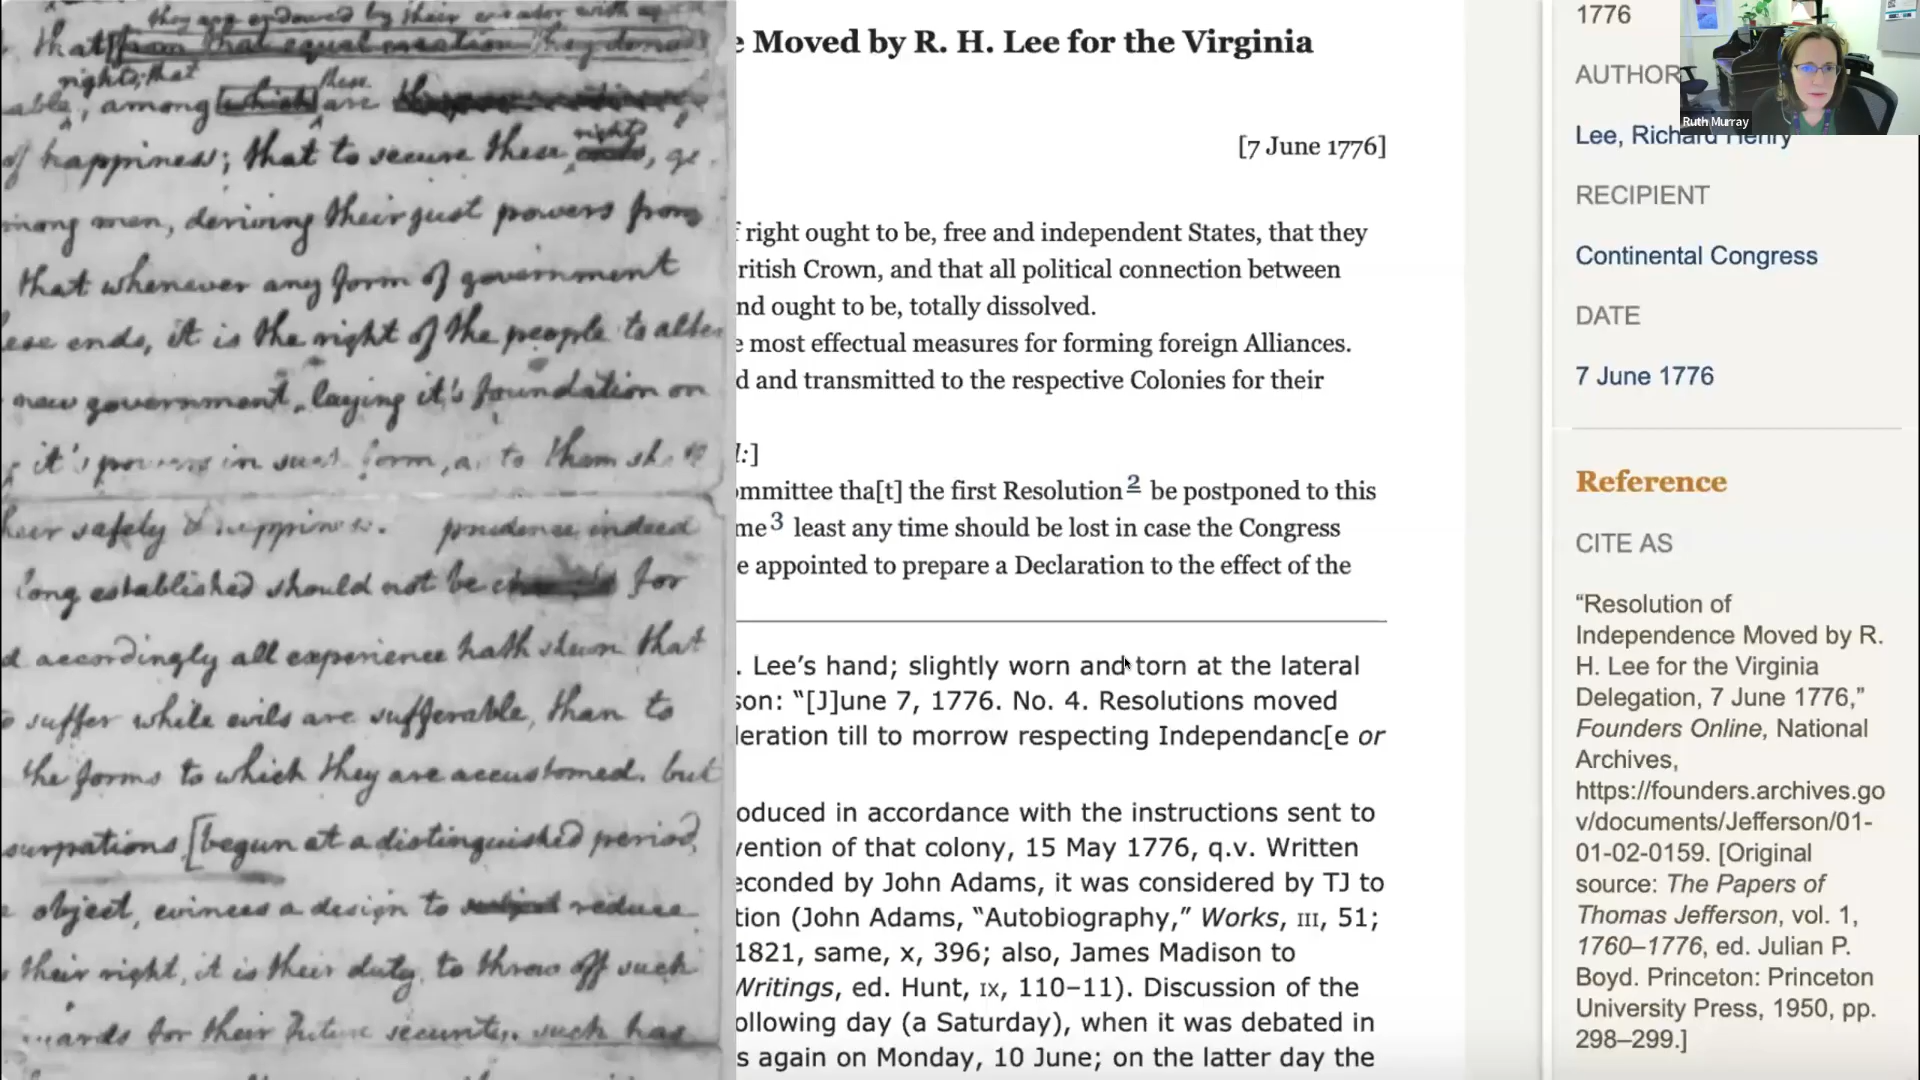 they are endowed by their creator with
that [from that equal creation they
rights; that these
able, among [which] are
of happiness; that to secure these rights, ge
mong men, deriving their just powers from
that whenever any form of government
ese ends, it is the right of the people to alter
new government, laying it's foundation on
it's powers in such form, as to them sh
heir safety & happiness. prudence indeed
long established should not be for
d accordingly all experience hath shewn that
o suffer while evils are sufferable, than to
the forms to which they are accustomed. but
surpations [begun at a distinguished period,
e object, evinces a design to subject reduce
their right, it is their duty, to throw off such
uards for their future security. such has
e Moved by R. H. Lee for the Virginia
[7 June 1776]
f right ought to be, free and independent States, that they
ritish Crown, and that all political connection between
nd ought to be, totally dissolved.
e most effectual measures for forming foreign Alliances.
d and transmitted to the respective Colonies for their
l:]
ommittee tha[t] the first Resolution2 be postponed to this
me3 least any time should be lost in case the Congress
e appointed to prepare a Declaration to the effect of the
. Lee’s hand; slightly worn and torn at the lateral
son: “[J]une 7, 1776. No. 4. Resolutions moved
leration till to morrow respecting Independanc[e or
oduced in accordance with the instructions sent to
vention of that colony, 15 May 1776, q.v. Written
econded by John Adams, it was considered by TJ to
tion (John Adams, “Autobiography,” Works, III, 51;
1821, same, X, 396; also, James Madison to
Writings, ed. Hunt, IX, 110–11). Discussion of the
ollowing day (a Saturday), when it was debated in
s again on Monday, 10 June; on the latter day the
1776
AUTHOR
Lee, Richard Henry
RECIPIENT
Continental Congress
DATE
7 June 1776
Reference
CITE AS
“Resolution of
Independence Moved by R.
H. Lee for the Virginia
Delegation, 7 June 1776,”
Founders Online, National
Archives,
https://founders.archives.go
v/documents/Jefferson/01-
01-02-0159. [Original
source: The Papers of
Thomas Jefferson, vol. 1,
1760–1776, ed. Julian P.
Boyd. Princeton: Princeton
University Press, 1950, pp.
298–299.]
Ruth Murray